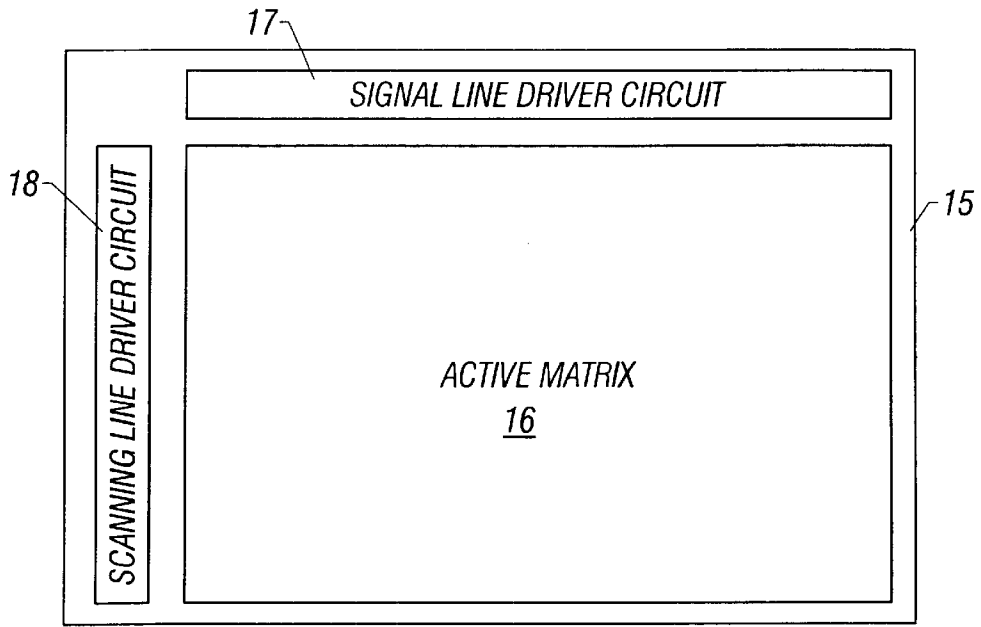 17
SIGNAL LINE DRIVER CIRCUIT
18
SCANNING LINE DRIVER CIRCUIT
15
ACTIVE MATRIX
16